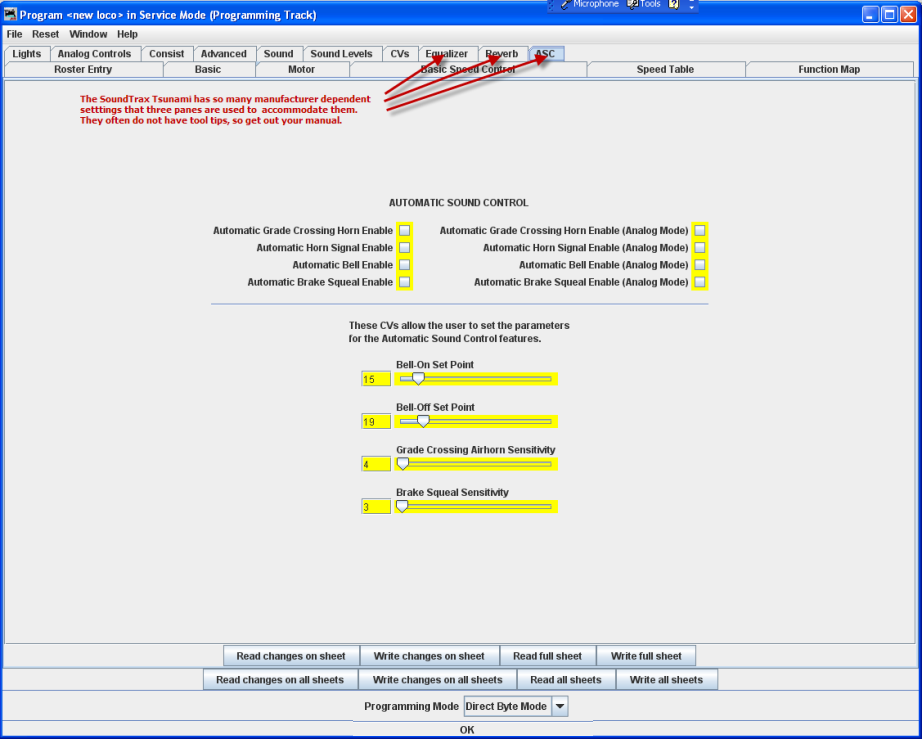 Microphone Tools
Program <new loco> in Service Mode (Programming Track)
File Reset Window Help
Lights Analog Controls Consist Advanced Sound Sound Levels CVs Equalizer Reverb ASC
Roster Entry Basic Motor Basic Speed Control Speed Table Function Map
The SoundTrax Tsunami has so many manufacturer dependent
setttings that three panes are used to accommodate them.
They often do not have tool tips, so get out your manual.
AUTOMATIC SOUND CONTROL
Automatic Grade Crossing Horn Enable Automatic Grade Crossing Horn Enable (Analog Mode)
Automatic Horn Signal Enable Automatic Horn Signal Enable (Analog Mode)
Automatic Bell Enable Automatic Bell Enable (Analog Mode)
Automatic Brake Squeal Enable Automatic Brake Squeal Enable (Analog Mode)
These CVs allow the user to set the parameters
for the Automatic Sound Control features.
Bell-On Set Point
15
Bell-Off Set Point
19
Grade Crossing Airhorn Sensitivity
4
Brake Squeal Sensitivity
3
Read changes on sheet Write changes on sheet Read full sheet Write full sheet
Read changes on all sheets Write changes on all sheets Read all sheets Write all sheets
Programming Mode Direct Byte Mode
OK